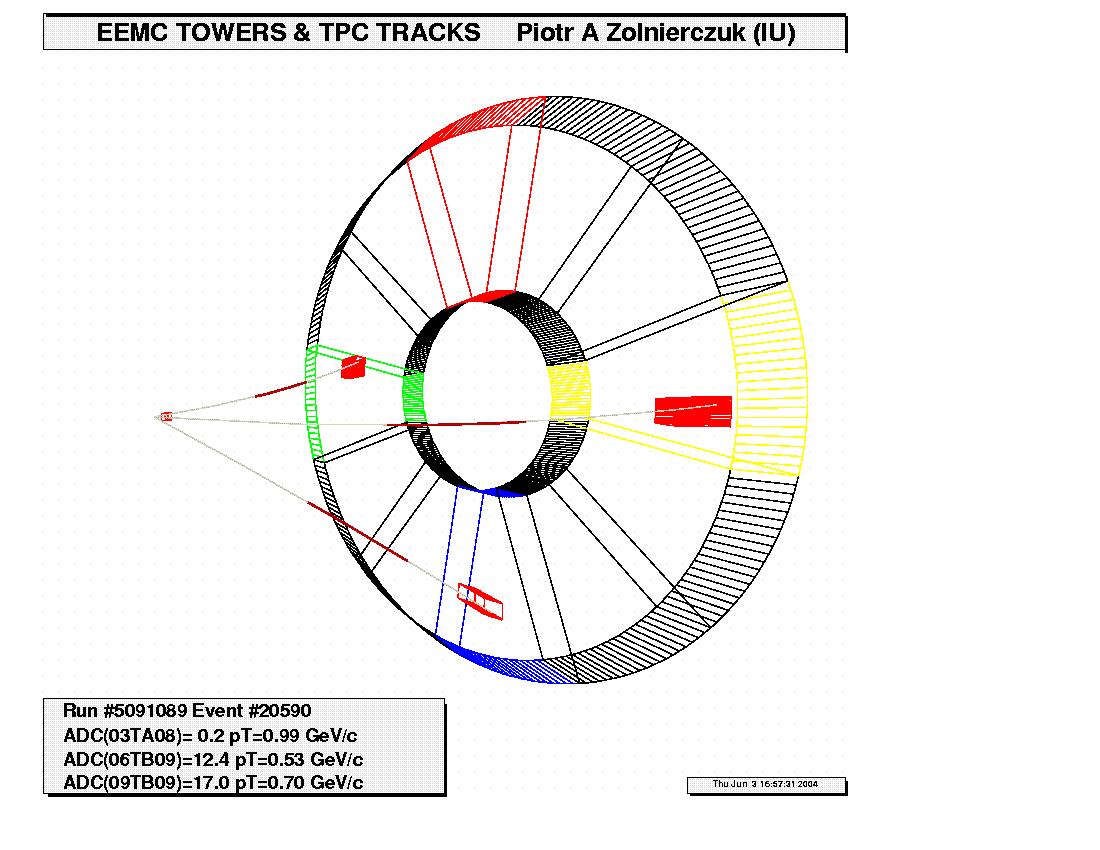 EEMC TOWERS & TPC TRACKS Piotr A Zolnierczuk (IU)
Run #5091089 Event #20590
ADC(03TA08)= 0.2 pT=0.99 GeV/c
ADC(06TB09)=12.4 pT=0.53 GeV/c
ADC(09TB09)=17.0 pT=0.70 GeV/c
Thu Jun 3 16:57:31 2004